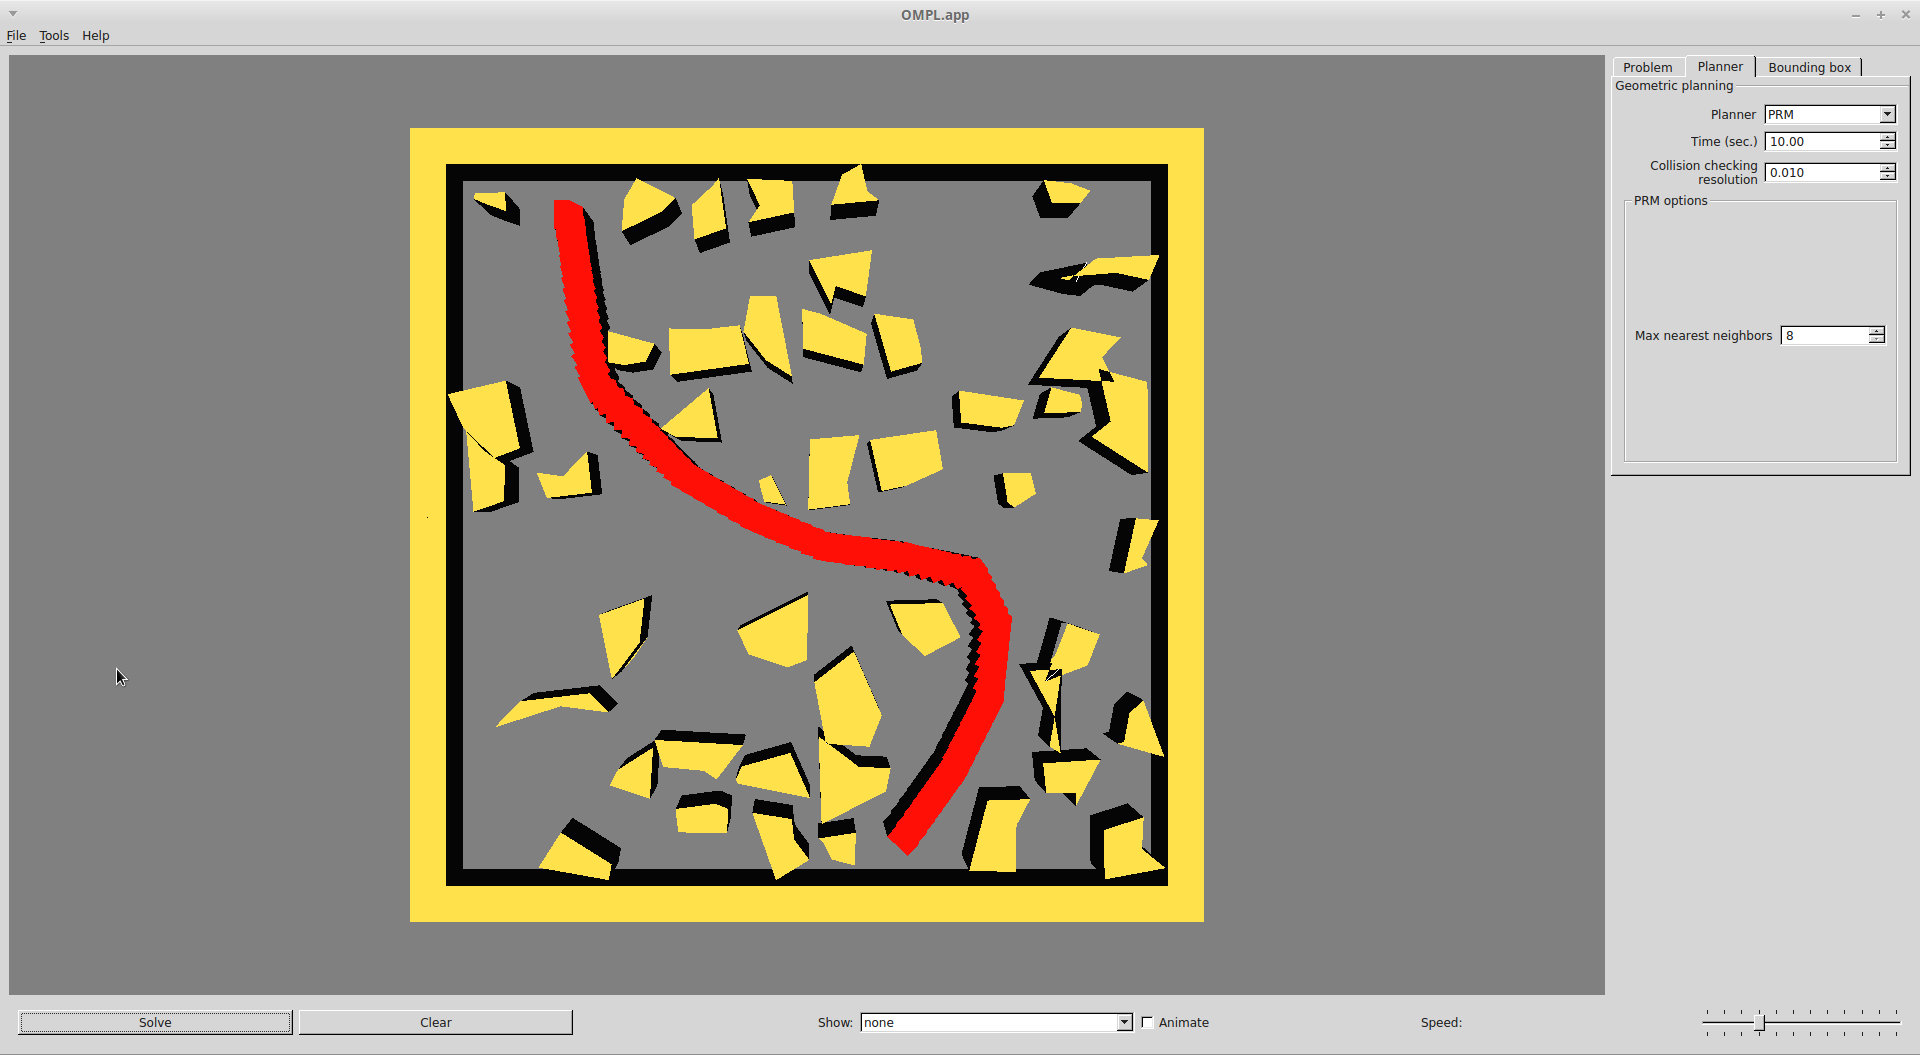 OMPL.app
File Tools Help
Problem Planner Bounding box
Geometric planning
Planner PRM
Time (sec.) 10.00
Collision checking
resolution 0.010
PRM options
Max nearest neighbors 8
Solve Clear Show: none Animate Speed: